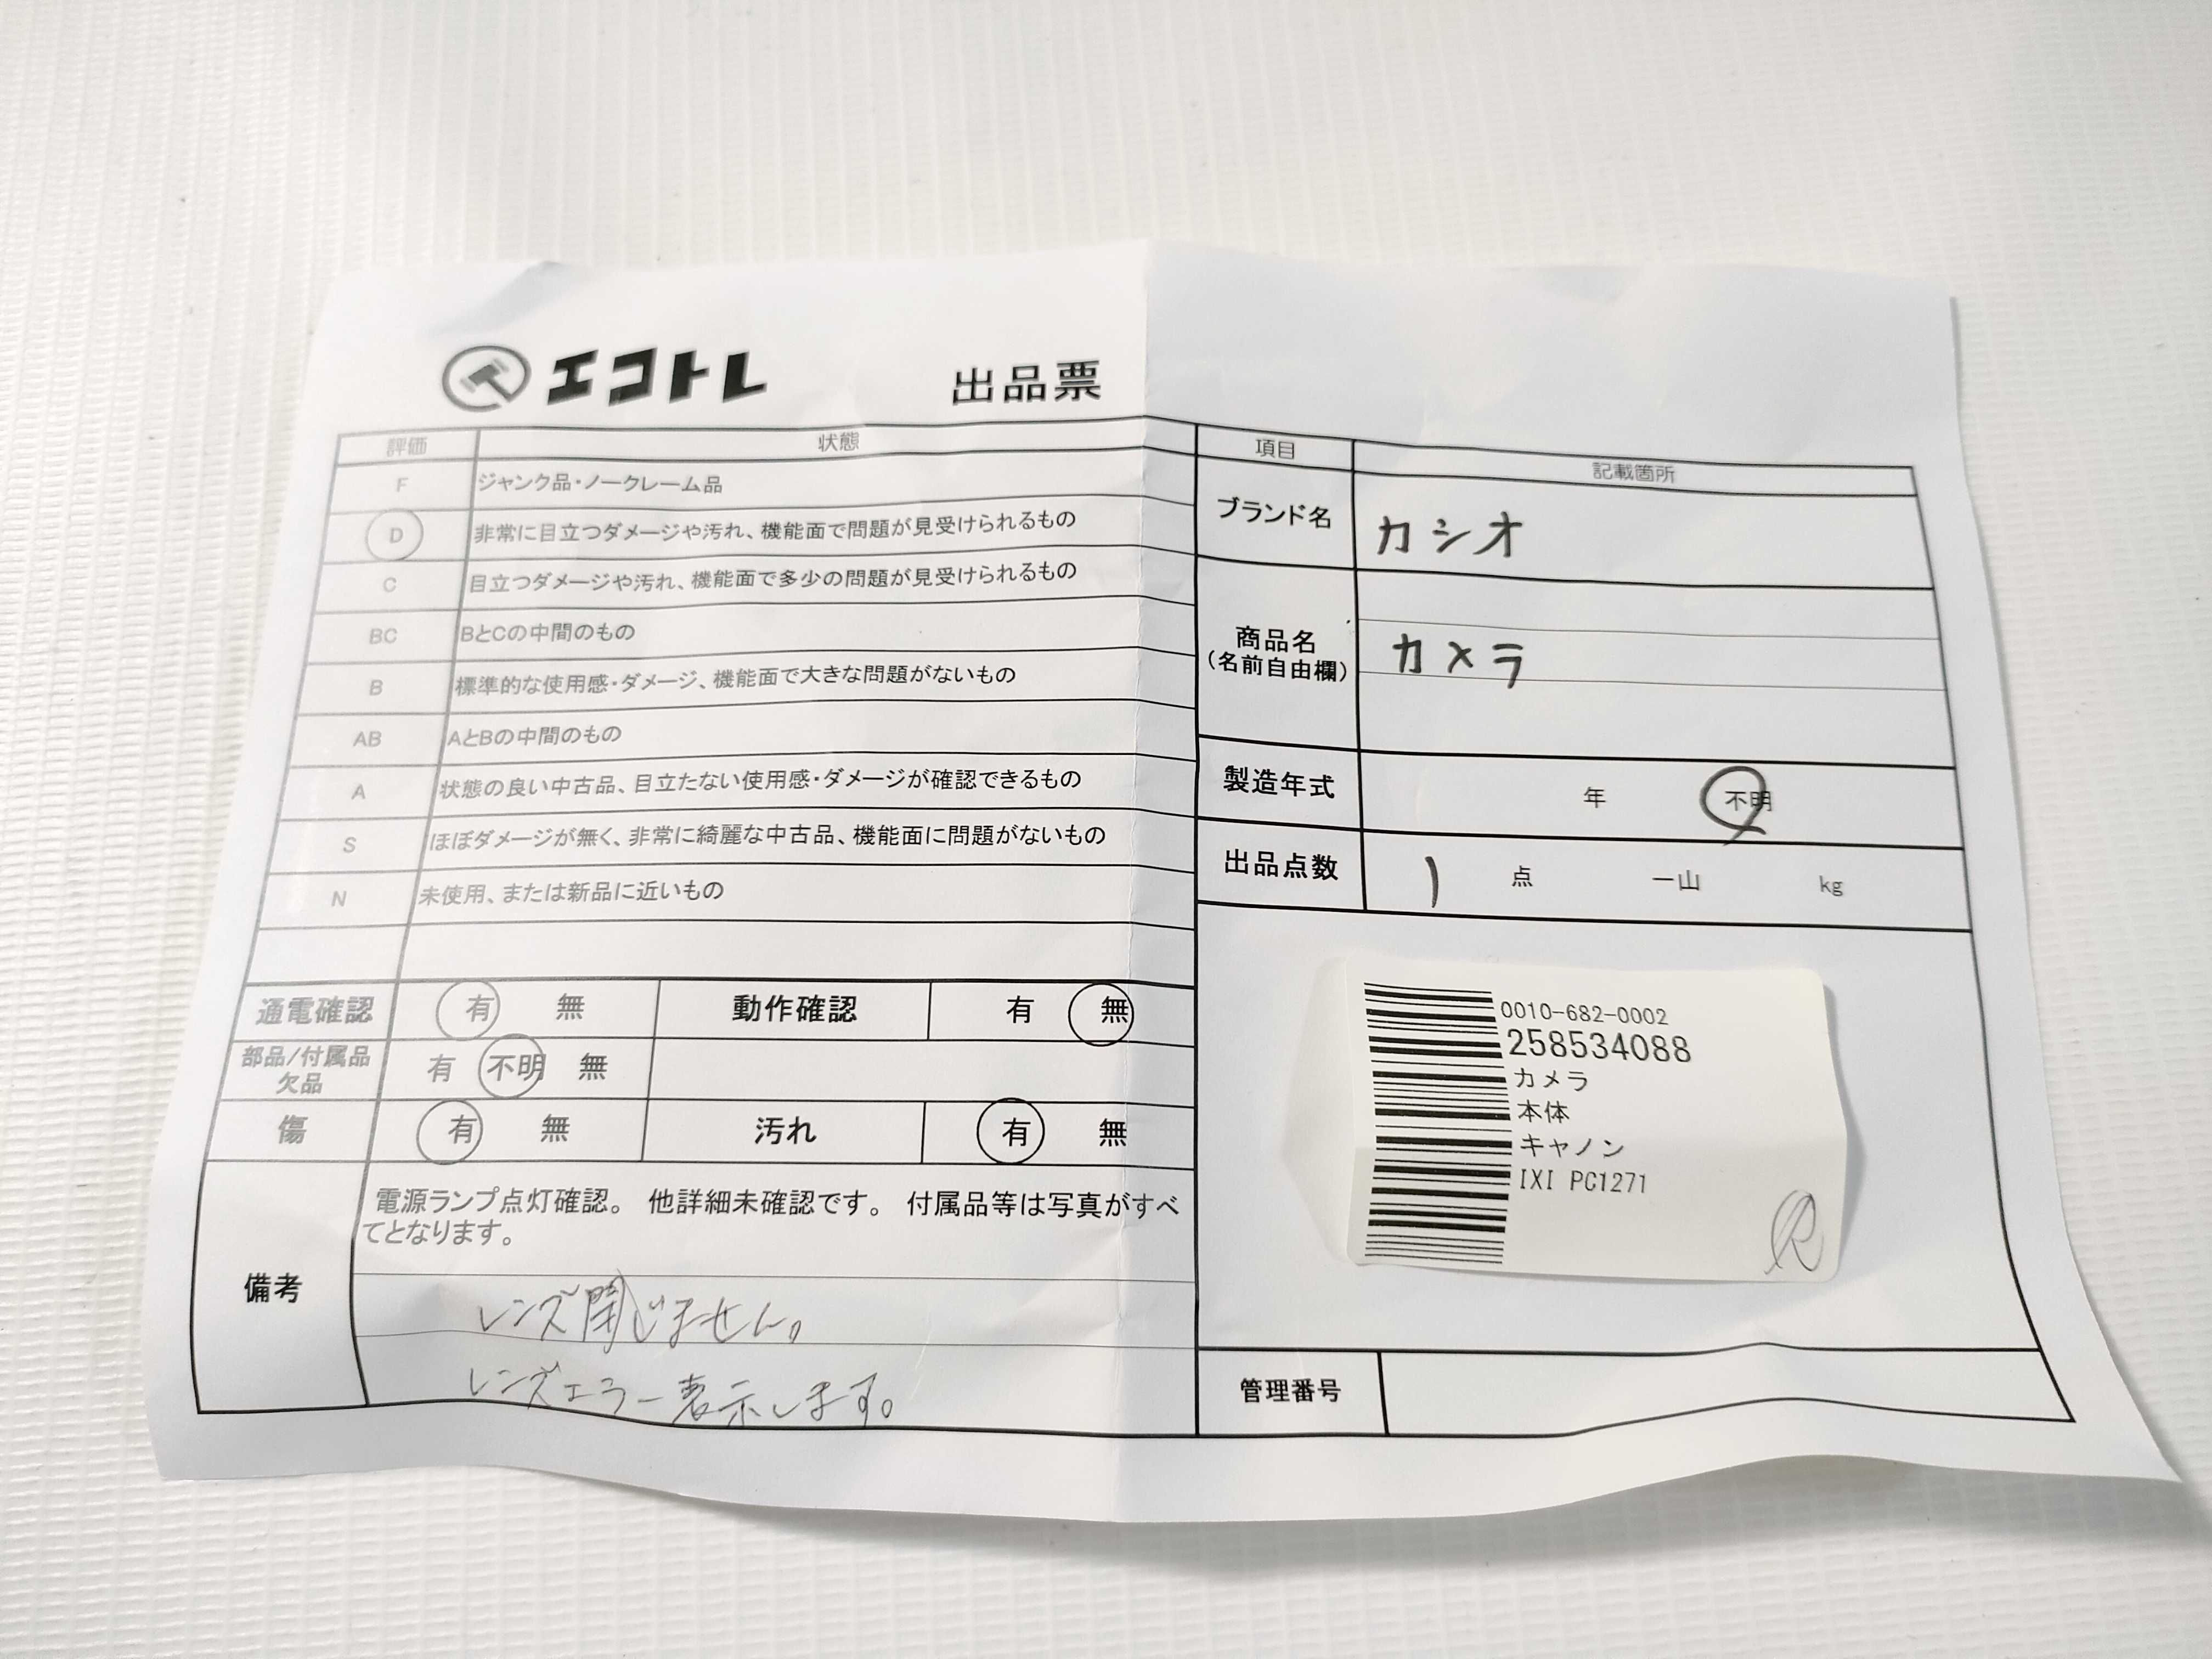 エコトレ 出品票
評価 状態
F ジャンク品・ノークレーム品
D 非常に目立つダメージや汚れ、機能面で問題が見受けられるもの
C 目立つダメージや汚れ、機能面で多少の問題が見受けられるもの
BC BとCの中間のもの
B 標準的な使用感・ダメージ、機能面で大きな問題がないもの
AB AとBの中間のもの
A 状態の良い中古品、目立たない使用感・ダメージが確認できるもの
S ほぼダメージが無く、非常に綺麗な中古品、機能面に問題がないもの
N 未使用、または新品に近いもの
通電確認 有 無 動作確認 有 無
部品/付属品
欠品
有 不明 無
傷 有 無 汚れ 有 無
備考
電源ランプ点灯確認。 他詳細未確認です。 付属品等は写真がすべ
てとなります。
レンズ閉じません。
レンズエラー表示します。
項目 記載箇所
ブランド名 カシオ
商品名
(名前自由欄)
カメラ
製造年式 年 不明
出品点数 1 点 一山 kg
0010-682-0002
258534088
カメラ
本体
キャノン
IXI PC1271
管理番号